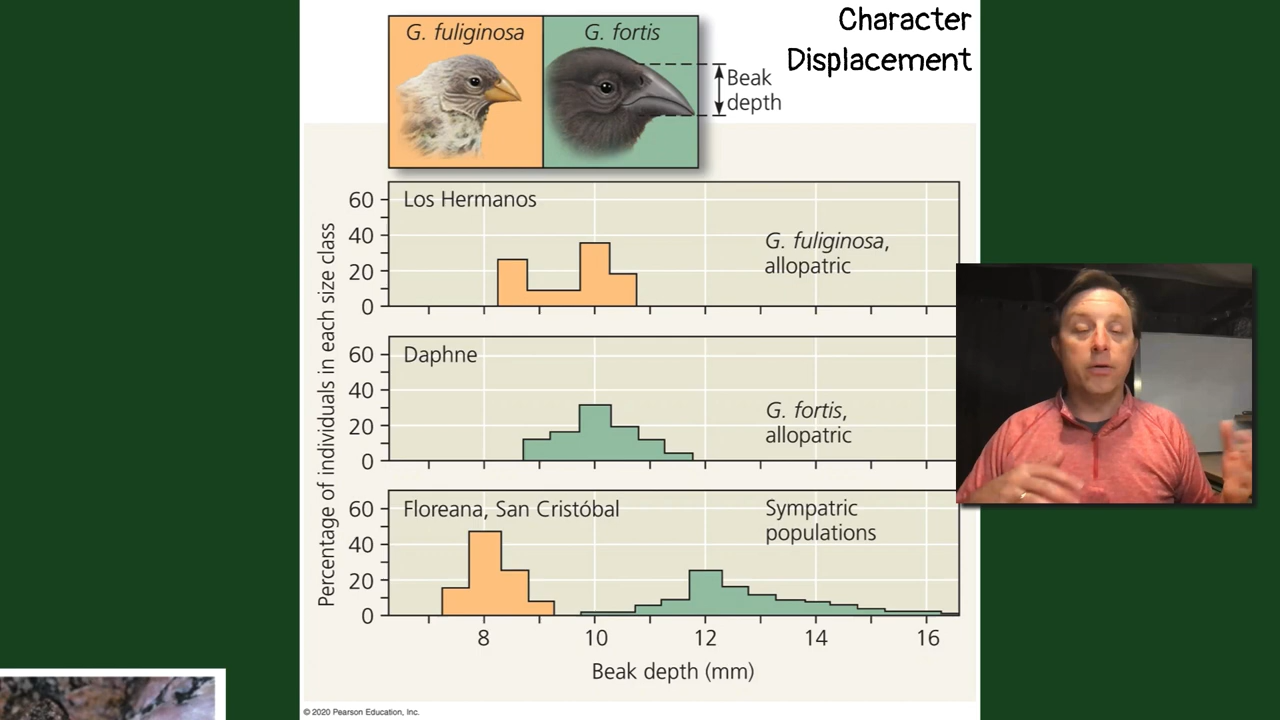 Character
Displacement
G. fuliginosa
G. fortis
Beak
depth
Percentage of individuals in each size class
60
40
20
0
Los Hermanos
G. fuliginosa,
allopatric
60
40
20
0
Daphne
G. fortis,
allopatric
60
40
20
0
Floreana, San Cristóbal
Sympatric
populations
8 10 12 14 16
Beak depth (mm)
© 2020 Pearson Education, Inc.